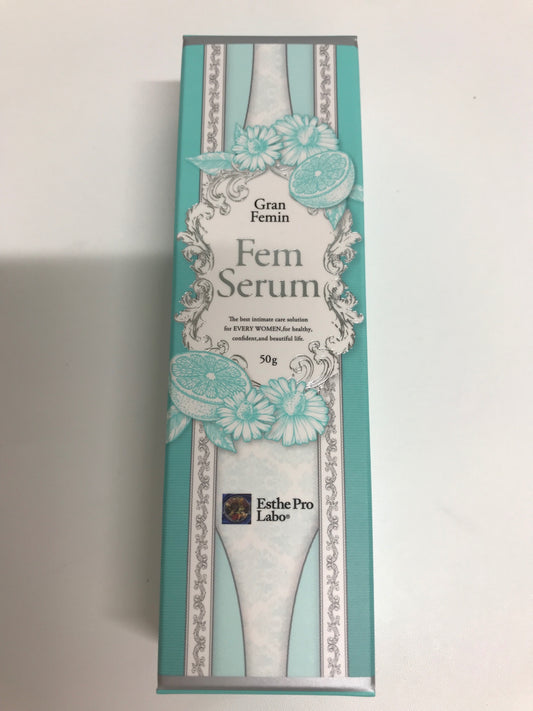 Gran
Femin
Fem
Serum
The best intimate care solution
for EVERY WOMEN,for healthy,
confident,and beautiful life.
50g
Esthe Pro
Labo®